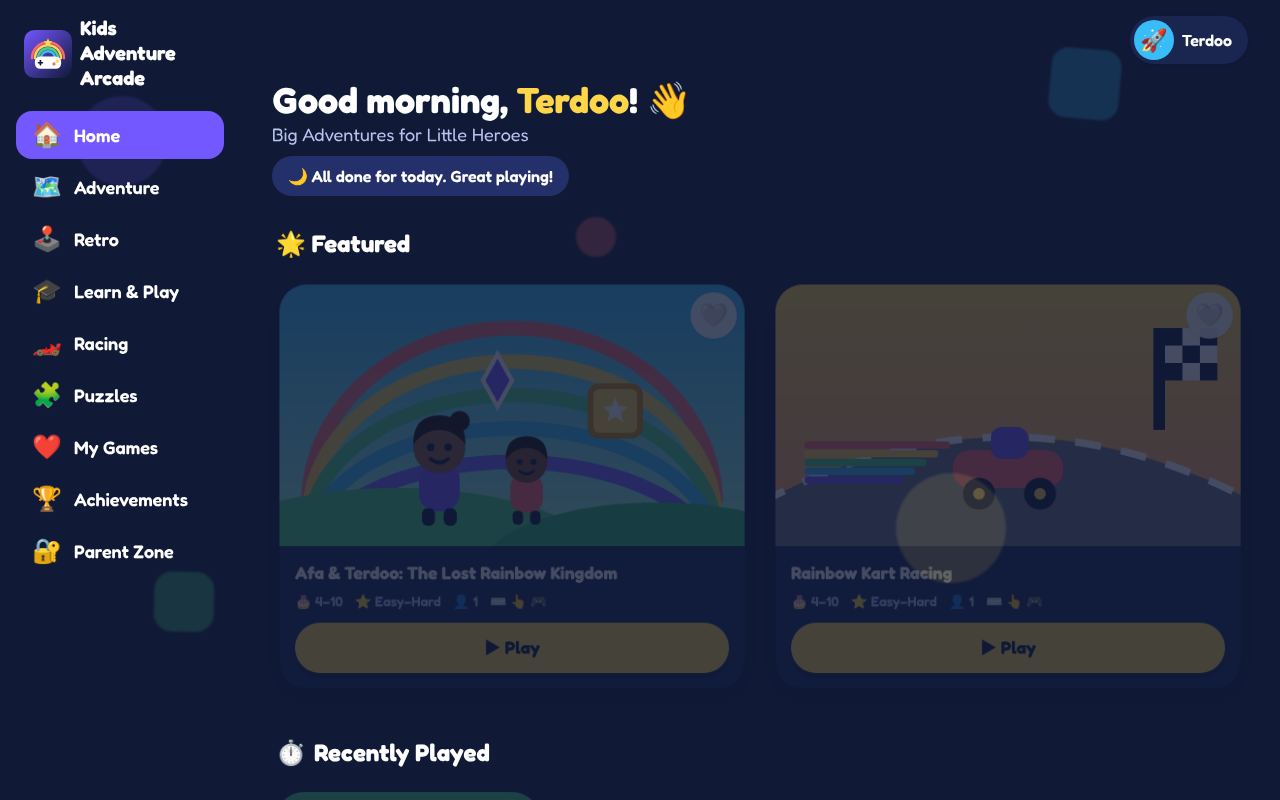 Kids
Adventure
Arcade
Terdoo
Good morning, Terdoo! 👋
Big Adventures for Little Heroes
🌙 All done for today. Great playing!
🏠 Home
🗺️ Adventure
🕹️ Retro
🎓 Learn & Play
🏎️ Racing
🧩 Puzzles
❤️ My Games
🏆 Achievements
🔐 Parent Zone
🌟 Featured
Afa & Terdoo: The Lost Rainbow Kingdom
🎂 4–10 ⭐ Easy–Hard 👤 1 ⌨️ 👆 🎮
▶ Play
Rainbow Kart Racing
🎂 4–10 ⭐ Easy–Hard 👤 1 ⌨️ 👆 🎮
▶ Play
⏱️ Recently Played